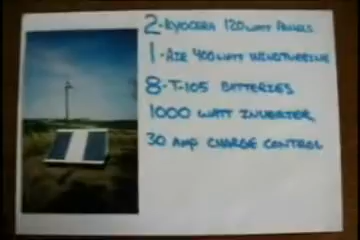 2-KYOCERA 120 WATT PANELS
1-AIR 400 WATT WINDTURBINE
8-T-105 BATTERIES
1000 WATT INVERTER,
30 AMP CHARGE CONTROL